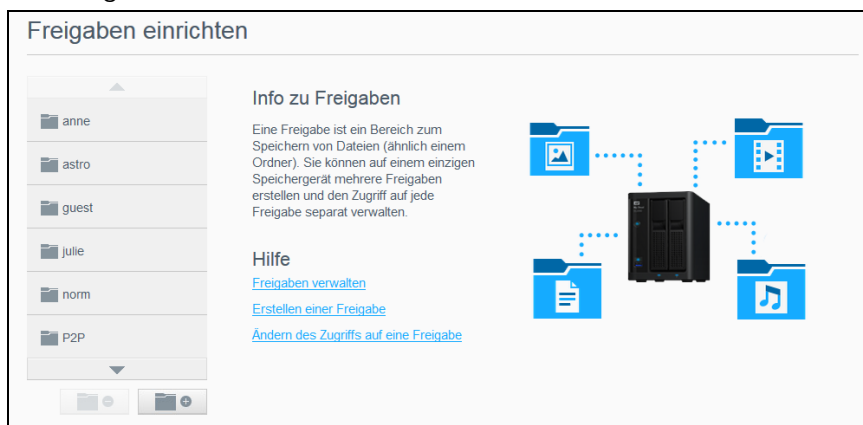 Freigaben einrichten
anne
astro
guest
julie
norm
P2P
Info zu Freigaben
Eine Freigabe ist ein Bereich zum
Speichern von Dateien (ähnlich einem
Ordner). Sie können auf einem einzigen
Speichergerät mehrere Freigaben
erstellen und den Zugriff auf jede
Freigabe separat verwalten.
Hilfe
Freigaben verwalten
Erstellen einer Freigabe
Ändern des Zugriffs auf eine Freigabe